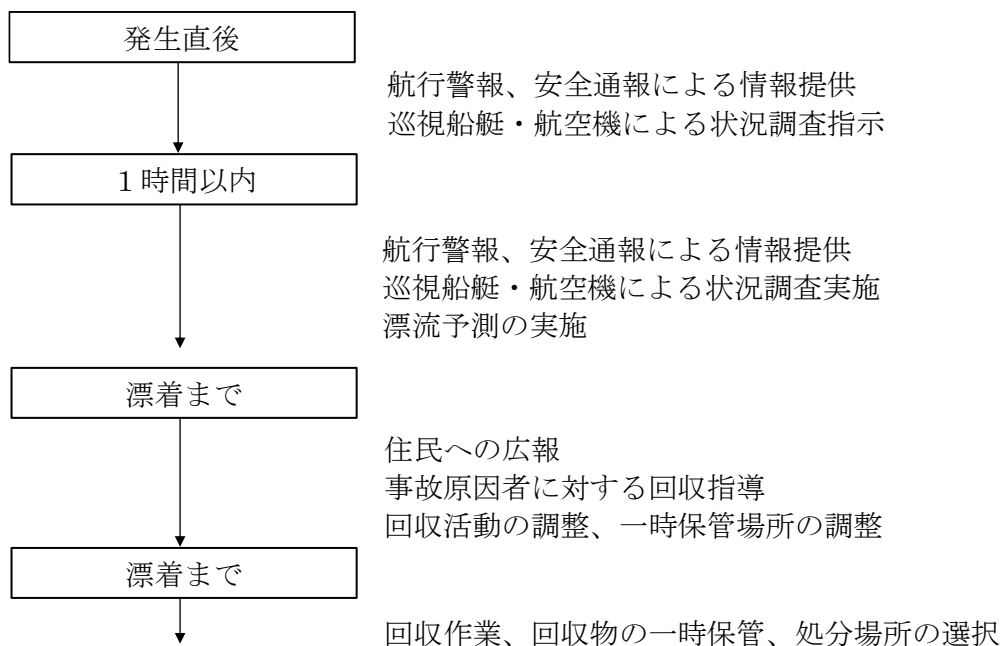 発生直後
航行警報、安全通報による情報提供
巡視船艇・航空機による状況調査指示
１時間以内
航行警報、安全通報による情報提供
巡視船艇・航空機による状況調査実施
漂流予測の実施
漂着まで
住民への広報
事故原因者に対する回収指導
回収活動の調整、一時保管場所の調整
漂着まで
回収作業、回収物の一時保管、処分場所の選択